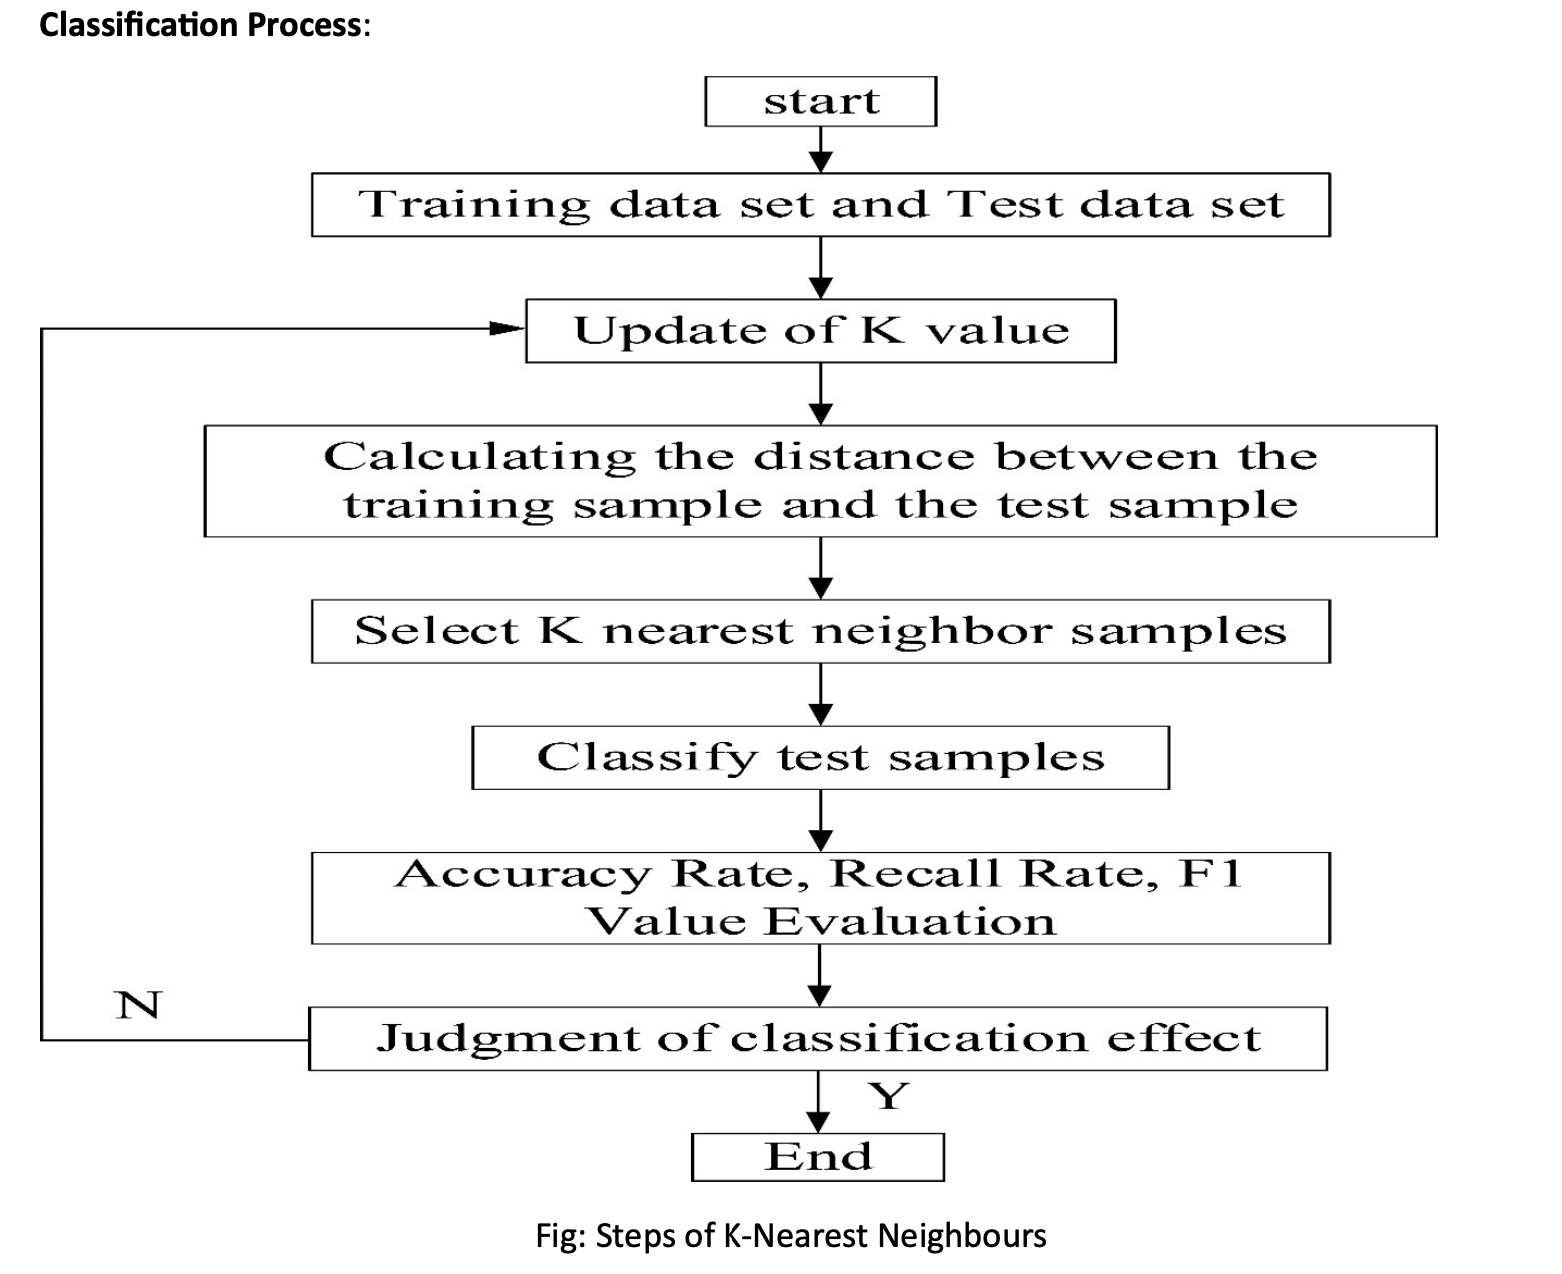 Classification Process:
start
Training data set and Test data set
Update of K value
Calculating the distance between the
training sample and the test sample
Select K nearest neighbor samples
Classify test samples
Accuracy Rate, Recall Rate, F1
Value Evaluation
N
Judgment of classification effect
Y
End
Fig: Steps of K-Nearest Neighbours